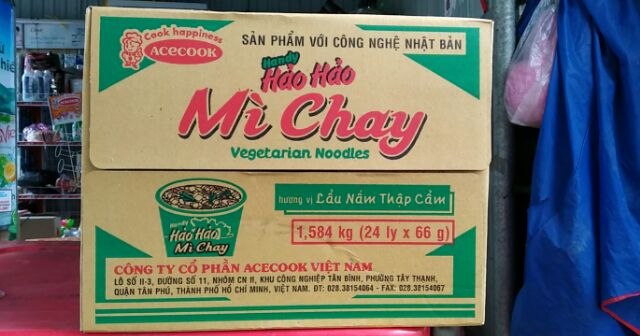 Cook happiness
ACECOOK
SẢN PHẨM VỚI CÔNG NGHỆ NHẬT BẢN
Handy
Hảo Hảo
Mì Chay
Vegetarian Noodles
hương vị Lẩu Nấm Thập Cẩm
Handy
Hảo Hảo
Mì Chay
1,584 kg (24 ly x 66 g)
CÔNG TY CỔ PHẦN ACECOOK VIỆT NAM
LÔ SỐ II-3, ĐƯỜNG SỐ 11, NHÓM CN II, KHU CÔNG NGHIỆP TÂN BÌNH, PHƯỜNG TÂY THẠNH,
QUẬN TÂN PHÚ, THÀNH PHỐ HỒ CHÍ MINH, VIỆT NAM. ĐT: 028.38154064 - FAX: 028.38154067